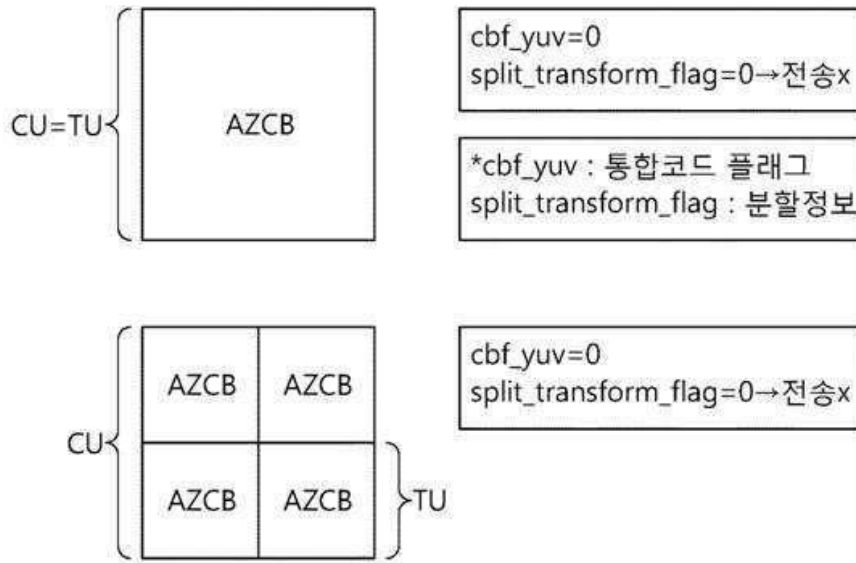 CU=TU
AZCB
cbf_yuv=0
split_transform_flag=0→전송x
*cbf_yuv : 통합코드 플래그
split_transform_flag : 분할정보
CU
AZCB AZCB
AZCB AZCB
TU
cbf_yuv=0
split_transform_flag=0→전송x